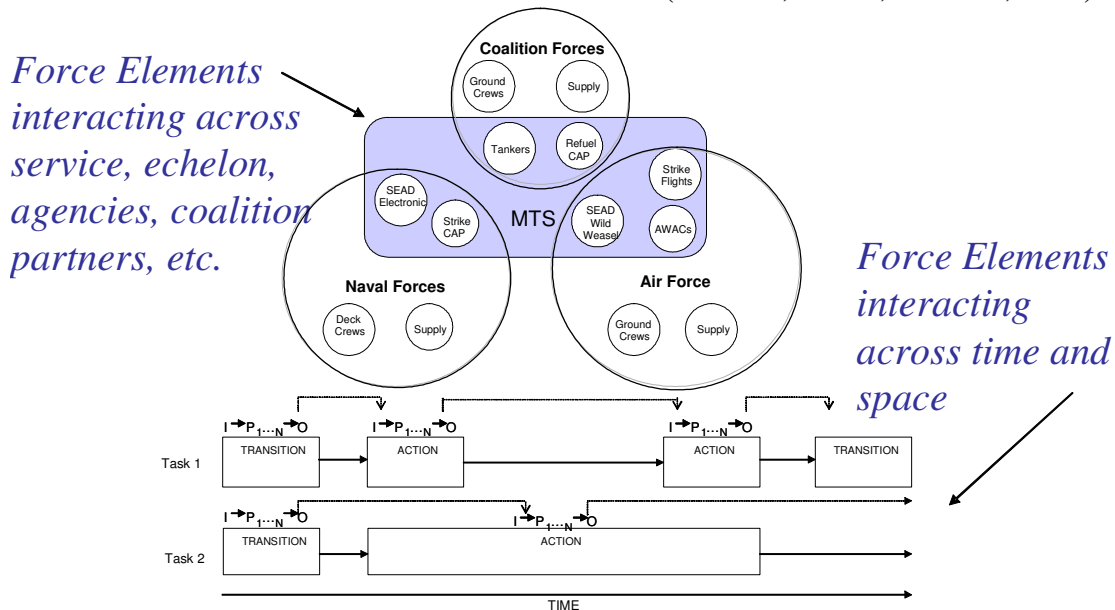 Coalition Forces
Force Elements
interacting across
service, echelon,
agencies, coalition
partners, etc.
Ground
Crews
Supply
Tankers
Refuel
CAP
Strike
Flights
SEAD
Electronic
Strike
CAP
MTS
SEAD
Wild
Weasel
AWACs
Naval Forces
Air Force
Deck
Crews
Supply
Ground
Crews
Supply
Force Elements
interacting
across time and
space
I P1...N O
I P1...N O
I P1...N O
Task 1
TRANSITION
ACTION
ACTION
TRANSITION
I P1...N O
I P1...N O
Task 2
TRANSITION
ACTION
TIME